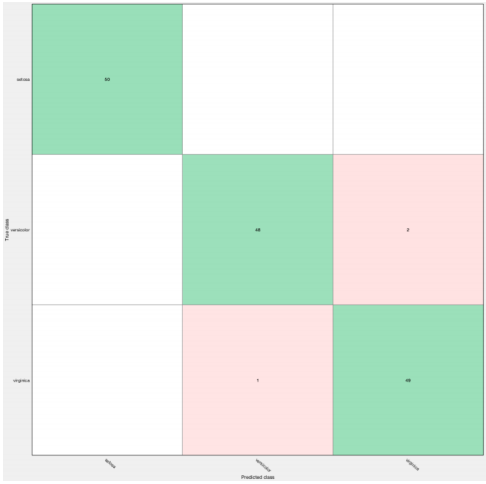 setosa
50
versicolor
48
2
True class
virginica
1
49
setosa
versicolor
virginica
Predicted class